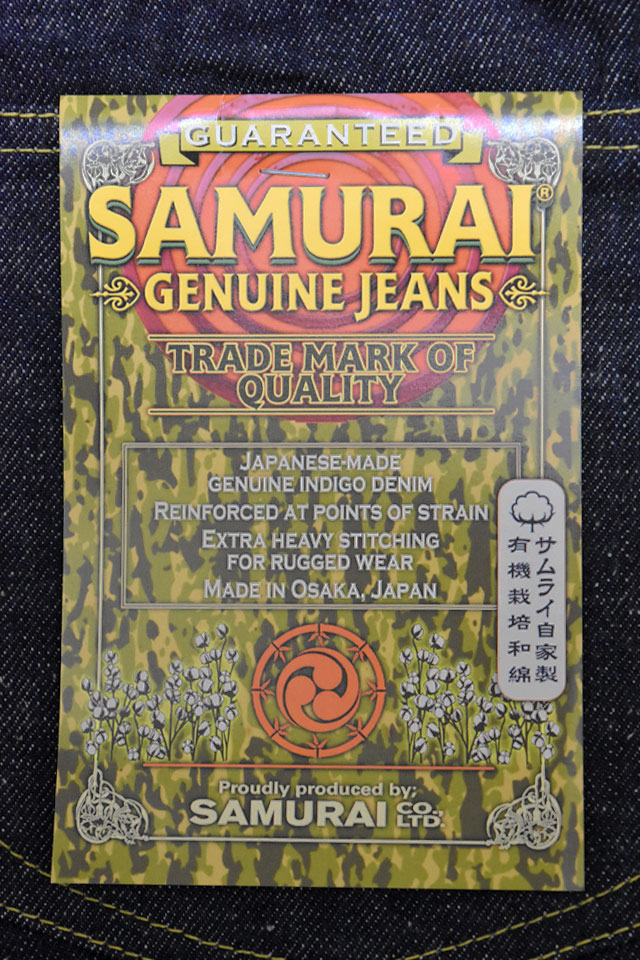 GUARANTEED
SAMURAI®
GENUINE JEANS
TRADE MARK OF
QUALITY
JAPANESE-MADE
GENUINE INDIGO DENIM
REINFORCED AT POINTS OF STRAIN
EXTRA HEAVY STITCHING
FOR RUGGED WEAR
MADE IN OSAKA, JAPAN
サムライ自家製
有機栽培和綿
Proudly produced by;
SAMURAI CO., LTD.